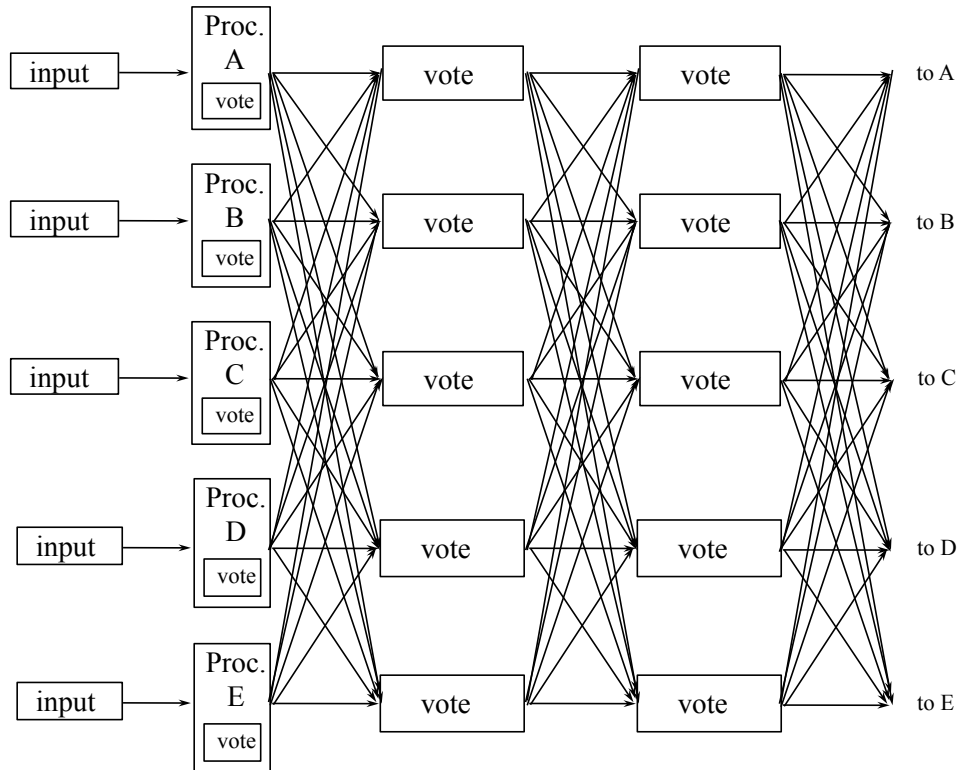 input
Proc.
A
vote
vote
vote
to A
input
Proc.
B
vote
vote
vote
to B
input
Proc.
C
vote
vote
vote
to C
input
Proc.
D
vote
vote
vote
to D
input
Proc.
E
vote
vote
vote
to E